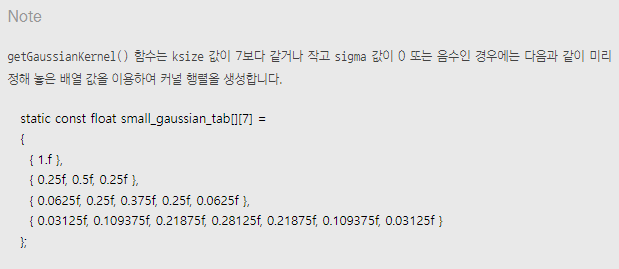 Note
getGaussianKernel() 함수는 ksize 값이 7보다 같거나 작고 sigma 값이 0 또는 음수인 경우에는 다음과 같이 미리
정해 놓은 배열 값을 이용하여 커널 행렬을 생성합니다.
static const float small_gaussian_tab[][7] =
{
{ 1.f },
{ 0.25f, 0.5f, 0.25f },
{ 0.0625f, 0.25f, 0.375f, 0.25f, 0.0625f },
{ 0.03125f, 0.109375f, 0.21875f, 0.28125f, 0.21875f, 0.109375f, 0.03125f }
};